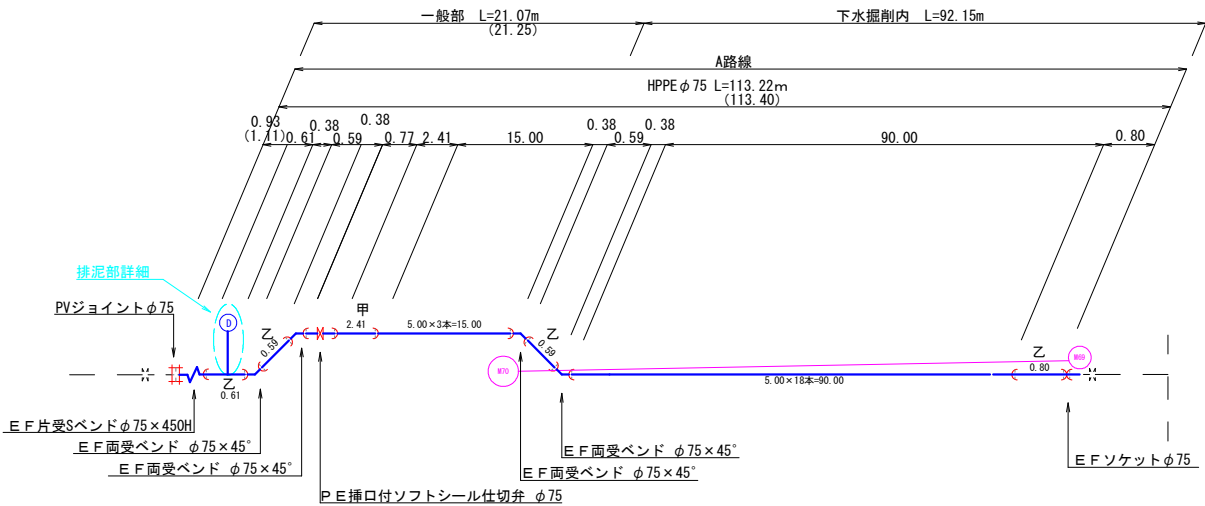 一般部 L=21.07m
(21.25)
下水掘削内 L=92.15m
A路線
HPPEφ75 L=113.22m
(113.40)
0.93
(1.11)
0.61
0.38
0.59
0.38
0.77
2.41
15.00
0.38
0.59
0.38
90.00
0.80
排泥部詳細
PVジョイントφ75
D
乙
0.61
乙
0.59
甲
2.41
5.00×3本=15.00
乙
0.59
M70
5.00×18本=90.00
乙
0.80
M69
ＥＦ片受Sベンドφ75×450H
ＥＦ両受ベンド φ75×45°
ＥＦ両受ベンド φ75×45°
ＰＥ挿口付ソフトシール仕切弁 φ75
ＥＦ両受ベンド φ75×45°
ＥＦ両受ベンド φ75×45°
ＥＦソケットφ75